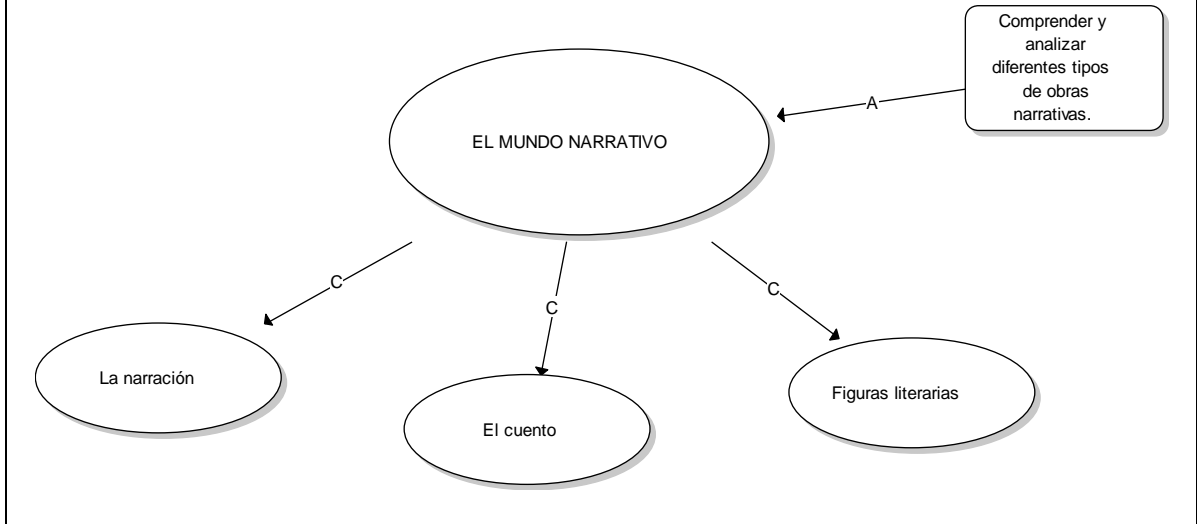 Comprender y
analizar
diferentes tipos
de obras
narrativas.
A
EL MUNDO NARRATIVO
C
C
C
La narración
El cuento
Figuras literarias